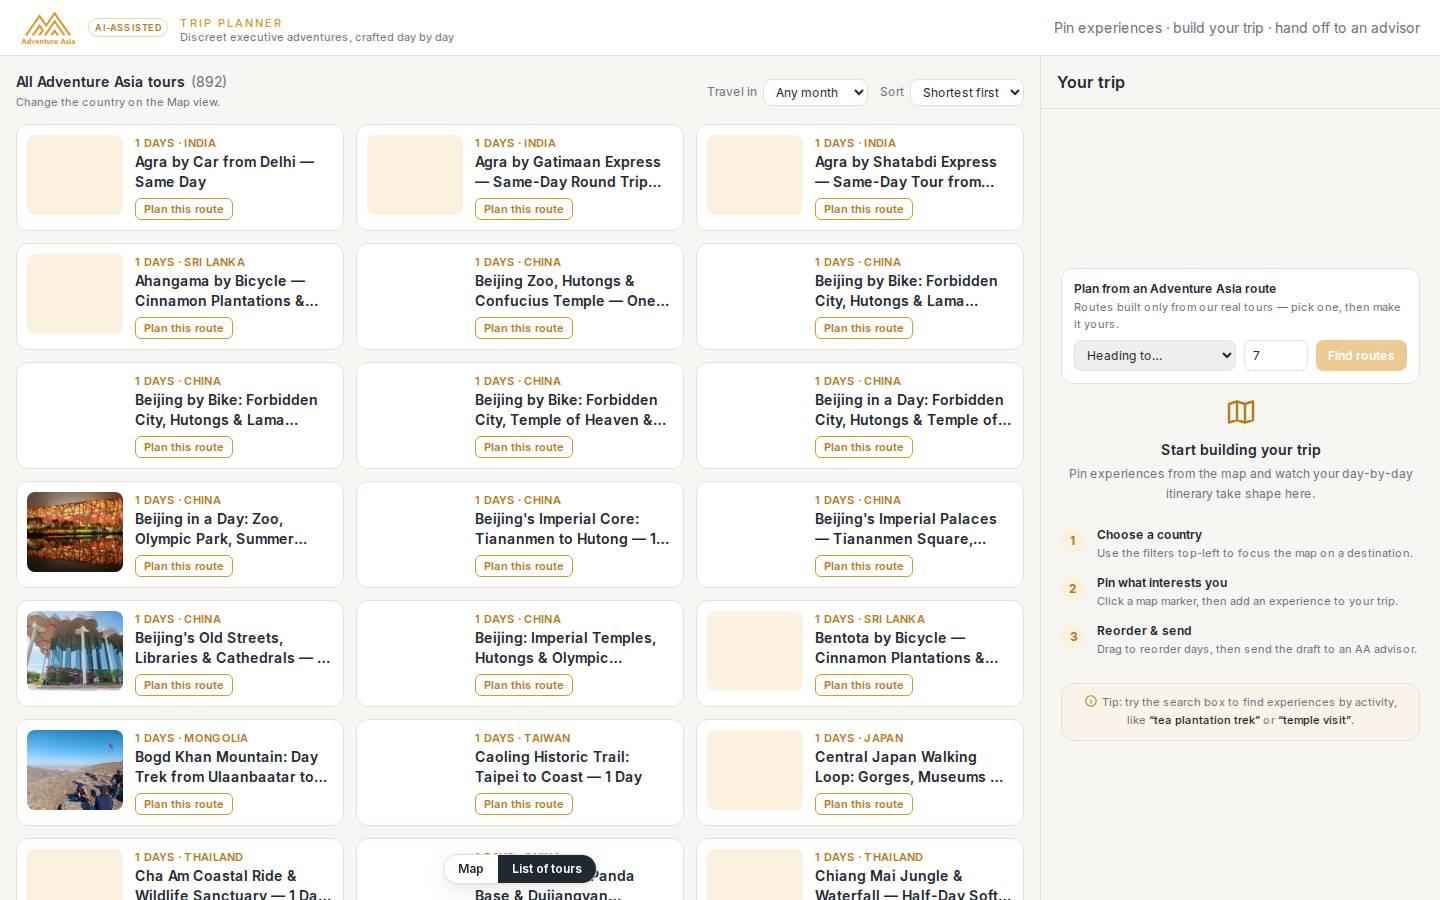 Adventure Asia
AI-ASSISTED
TRIP PLANNER
Discreet executive adventures, crafted day by day
Pin experiences · build your trip · hand off to an advisor
All Adventure Asia tours (892)
Change the country on the Map view.
Travel in
Any month
Sort
Shortest first
1 DAYS · INDIA
Agra by Car from Delhi —
Same Day
Plan this route
1 DAYS · INDIA
Agra by Gatimaan Express
— Same-Day Round Trip...
Plan this route
1 DAYS · INDIA
Agra by Shatabdi Express
— Same-Day Tour from...
Plan this route
1 DAYS · SRI LANKA
Ahangama by Bicycle —
Cinnamon Plantations &...
Plan this route
1 DAYS · CHINA
Beijing Zoo, Hutongs &
Confucius Temple — One...
Plan this route
1 DAYS · CHINA
Beijing by Bike: Forbidden
City, Hutongs & Lama...
Plan this route
1 DAYS · CHINA
Beijing by Bike: Forbidden
City, Hutongs & Lama...
Plan this route
1 DAYS · CHINA
Beijing by Bike: Forbidden
City, Temple of Heaven &...
Plan this route
1 DAYS · CHINA
Beijing in a Day: Forbidden
City, Hutongs & Temple of...
Plan this route
1 DAYS · CHINA
Beijing in a Day: Zoo,
Olympic Park, Summer...
Plan this route
1 DAYS · CHINA
Beijing's Imperial Core:
Tiananmen to Hutong — 1...
Plan this route
1 DAYS · CHINA
Beijing's Imperial Palaces
— Tiananmen Square,...
Plan this route
1 DAYS · CHINA
Beijing's Old Streets,
Libraries & Cathedrals — ...
Plan this route
1 DAYS · CHINA
Beijing: Imperial Temples,
Hutongs & Olympic...
Plan this route
1 DAYS · SRI LANKA
Bentota by Bicycle —
Cinnamon Plantations &...
Plan this route
1 DAYS · MONGOLIA
Bogd Khan Mountain: Day
Trek from Ulaanbaatar to...
Plan this route
1 DAYS · TAIWAN
Caoling Historic Trail:
Taipei to Coast — 1 Day
Plan this route
1 DAYS · JAPAN
Central Japan Walking
Loop: Gorges, Museums ...
Plan this route
1 DAYS · THAILAND
Cha Am Coastal Ride &
Wildlife Sanctuary — 1 Da...
Panda
Base & Dujiangyan...
1 DAYS · THAILAND
Chiang Mai Jungle &
Waterfall — Half-Day Soft...
Map
List of tours
Your trip
Plan from an Adventure Asia route
Routes built only from our real tours — pick one, then make
it yours.
Heading to...
7
Find routes
Start building your trip
Pin experiences from the map and watch your day-by-day
itinerary take shape here.
1
Choose a country
Use the filters top-left to focus the map on a destination.
2
Pin what interests you
Click a map marker, then add an experience to your trip.
3
Reorder & send
Drag to reorder days, then send the draft to an AA advisor.
Tip: try the search box to find experiences by activity,
like “tea plantation trek” or “temple visit”.